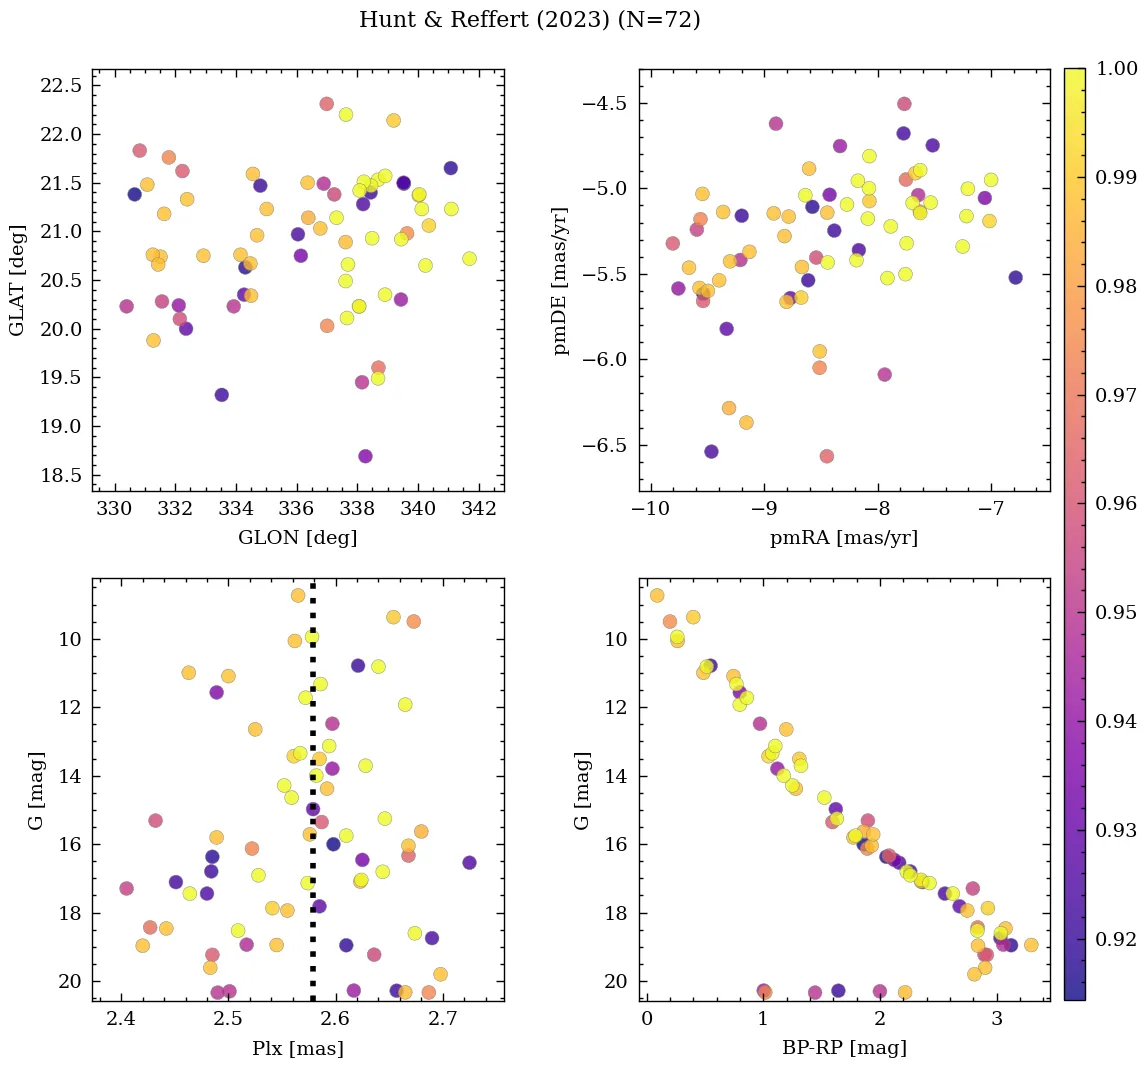 Hunt & Reffert (2023) (N=72)
22.5
22.0
21.5
21.0
20.5
20.0
19.5
19.0
18.5
GLAT [deg]
330 332 334 336 338 340 342
GLON [deg]
−4.5
−5.0
−5.5
−6.0
−6.5
pmDE [mas/yr]
−10 −9 −8 −7
pmRA [mas/yr]
10
12
14
16
18
20
G [mag]
2.4 2.5 2.6 2.7
Plx [mas]
10
12
14
16
18
20
G [mag]
0 1 2 3
BP-RP [mag]
1.00
0.99
0.98
0.97
0.96
0.95
0.94
0.93
0.92